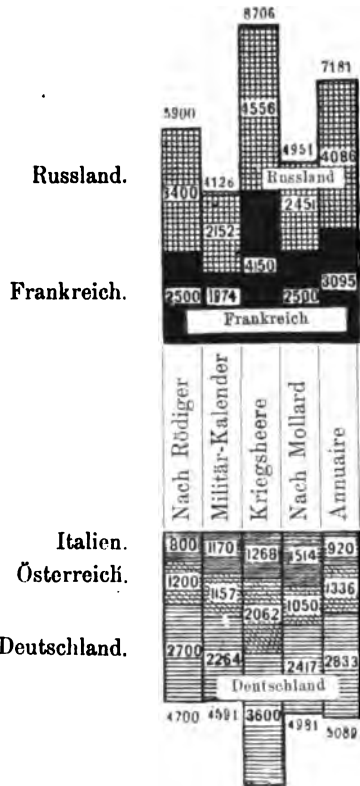 8706
7181
5900
4556
4951
4086
Russland.
Russland
4126
3400
2451
2152
4150
3095
Frankreich.
2500
1974
2500
Frankreich
Nach Rödiger
Militär-Kalender
Kriegsheere
Nach Mollard
Annuaire
Italien.
800
1170
1268
1514
920
Österreich.
1200
1157
2062
1050
1336
Deutschland.
2700
2264
2417
2833
Deutschland
4700
4591
3600
4981
5089